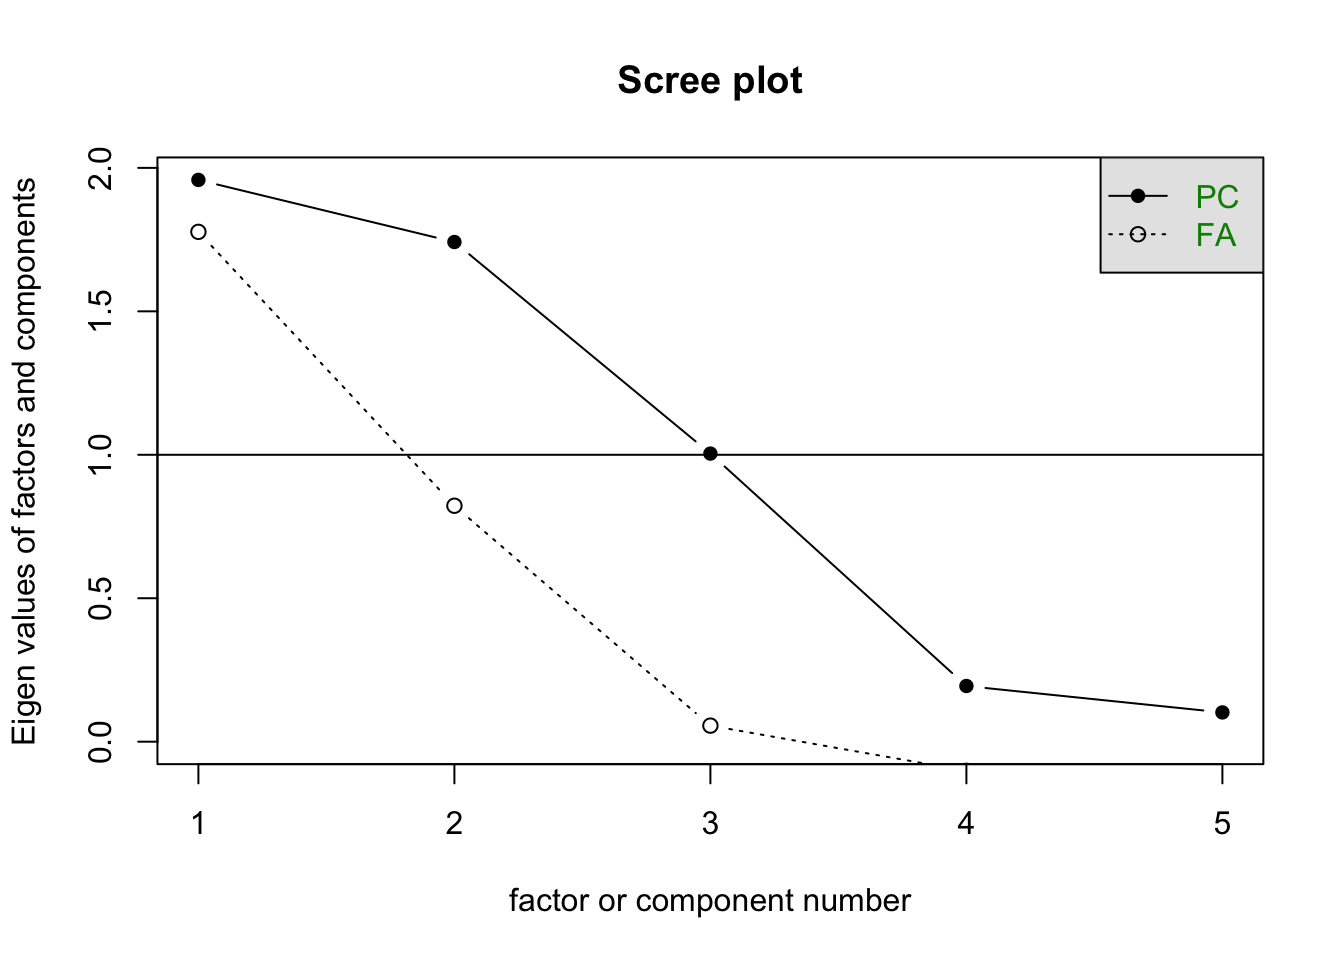 Scree plot
Eigen values of factors and components
2.0
1.5
1.0
0.5
0.0
PC
FA
1 2 3 4 5
factor or component number